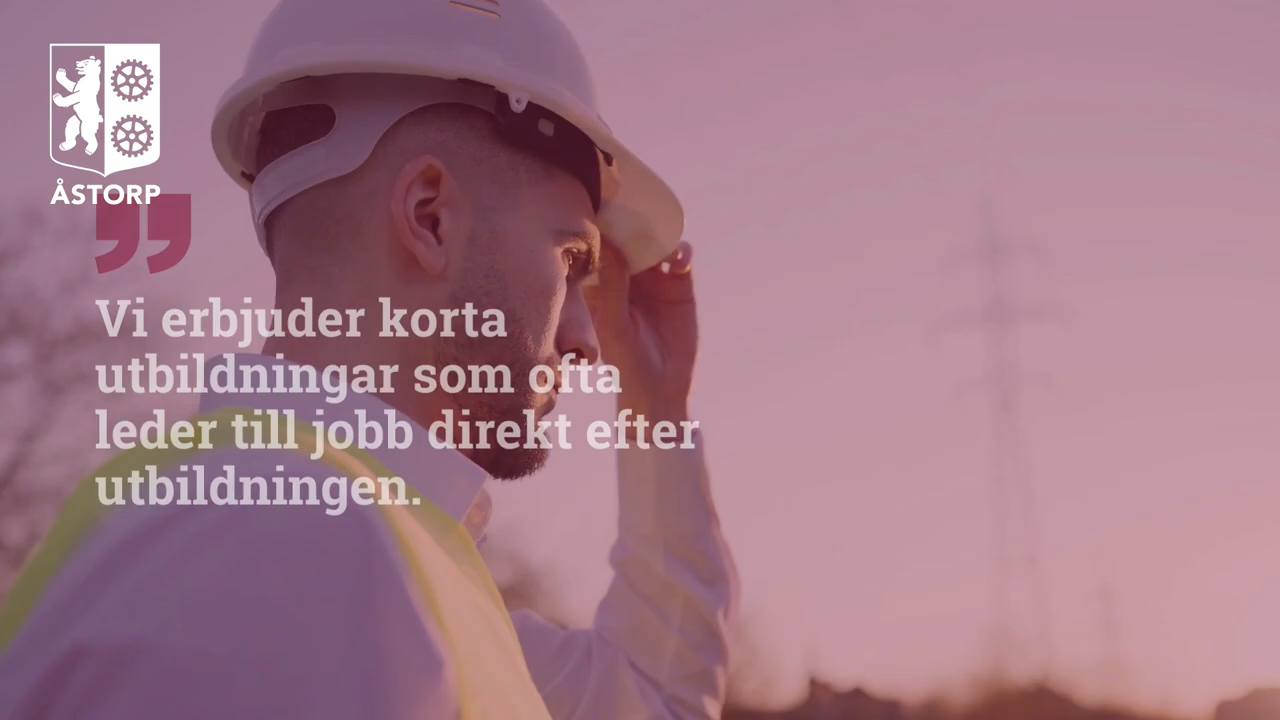 ÅSTORP
”
Vi erbjuder korta
utbildningar som ofta
leder till jobb direkt efter
utbildningen.